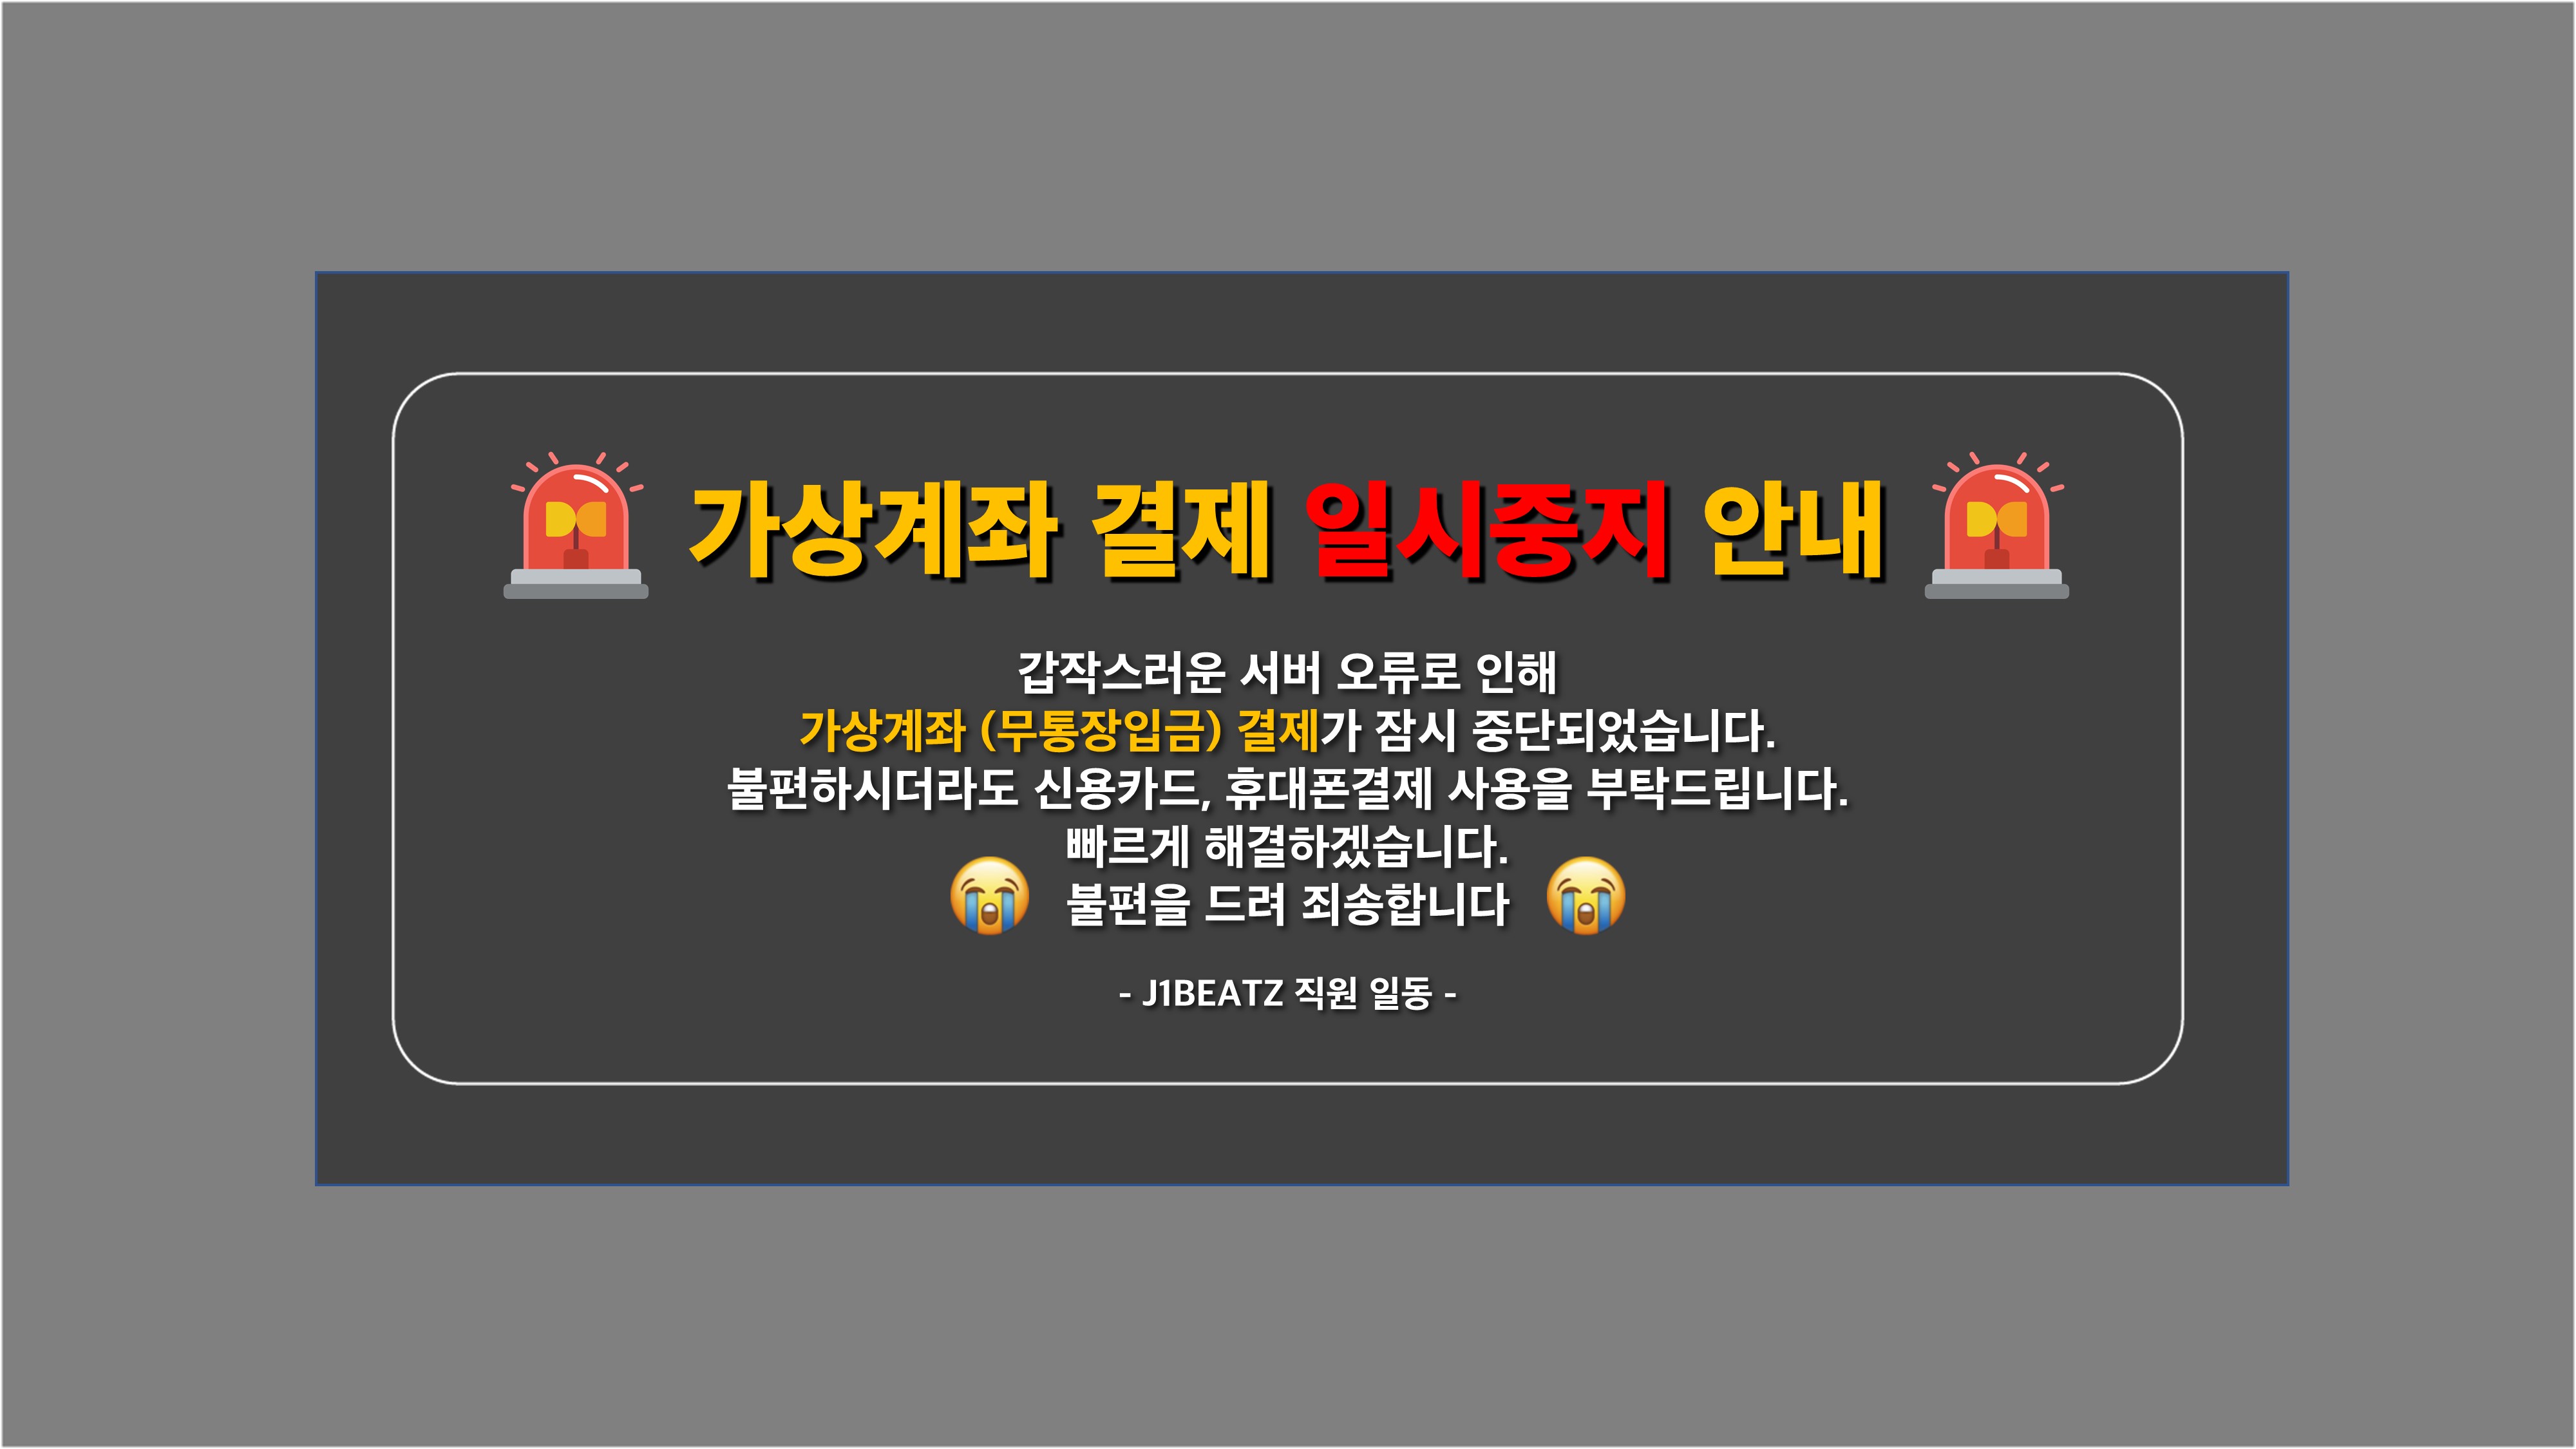 가상계좌 결제 일시중지 안내
갑작스러운 서버 오류로 인해
가상계좌 (무통장입금) 결제가 잠시 중단되었습니다.
불편하시더라도 신용카드, 휴대폰결제 사용을 부탁드립니다.
빠르게 해결하겠습니다.
불편을 드려 죄송합니다
- J1BEATZ 직원 일동 -